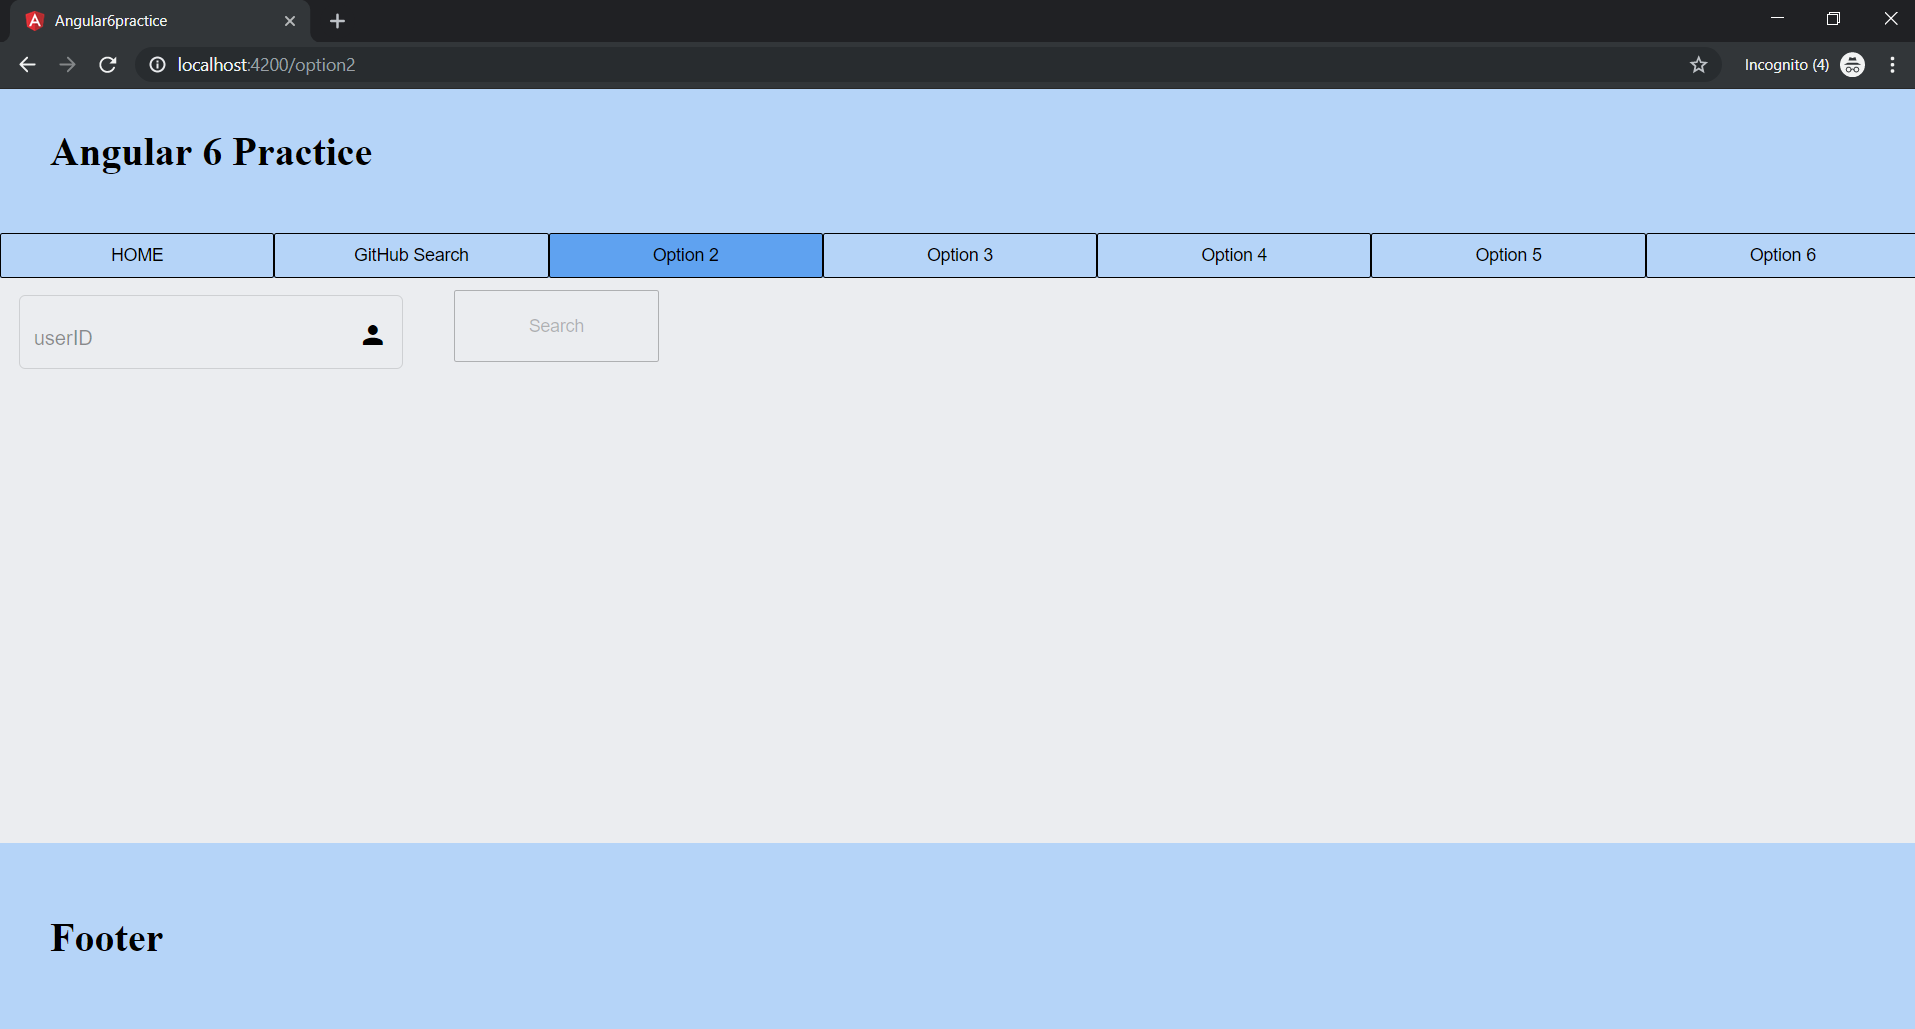 Angular6practice
localhost:4200/option2
Incognito (4)
Angular 6 Practice
HOME GitHub Search Option 2 Option 3 Option 4 Option 5 Option 6
userID Search
Footer